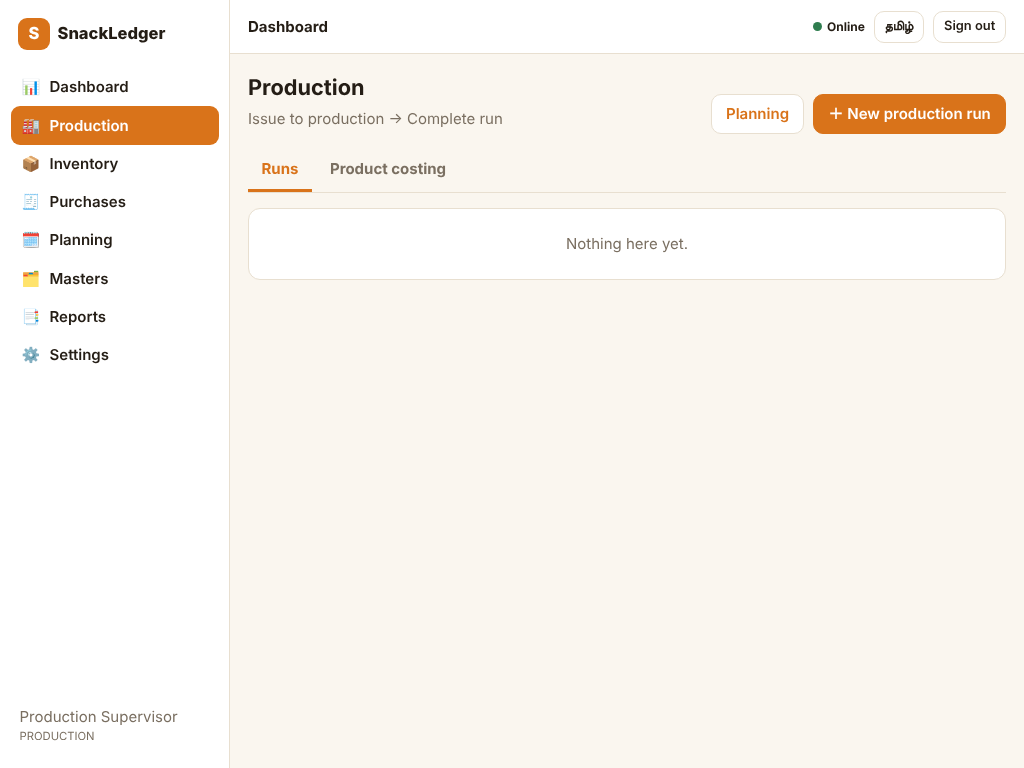 S SnackLedger
Dashboard
Production
Inventory
Purchases
Planning
Masters
Reports
Settings
Production Supervisor
PRODUCTION
Dashboard
Online
தமிழ்
Sign out
Production
Issue to production → Complete run
Planning
+ New production run
Runs
Product costing
Nothing here yet.